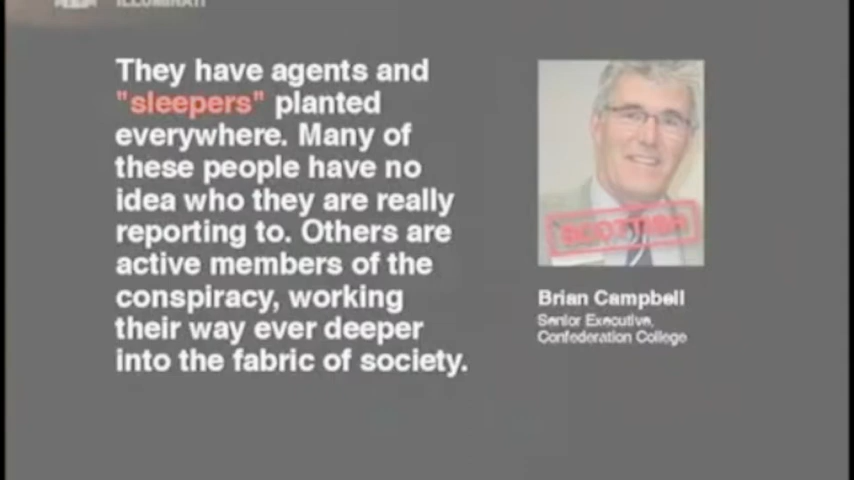 ILLUMINATI
They have agents and
"sleepers" planted
everywhere. Many of
these people have no
idea who they are really
reporting to. Others are
active members of the
conspiracy, working
their way ever deeper
into the fabric of society.
Brian Campbell
Senior Executive,
Confederation College